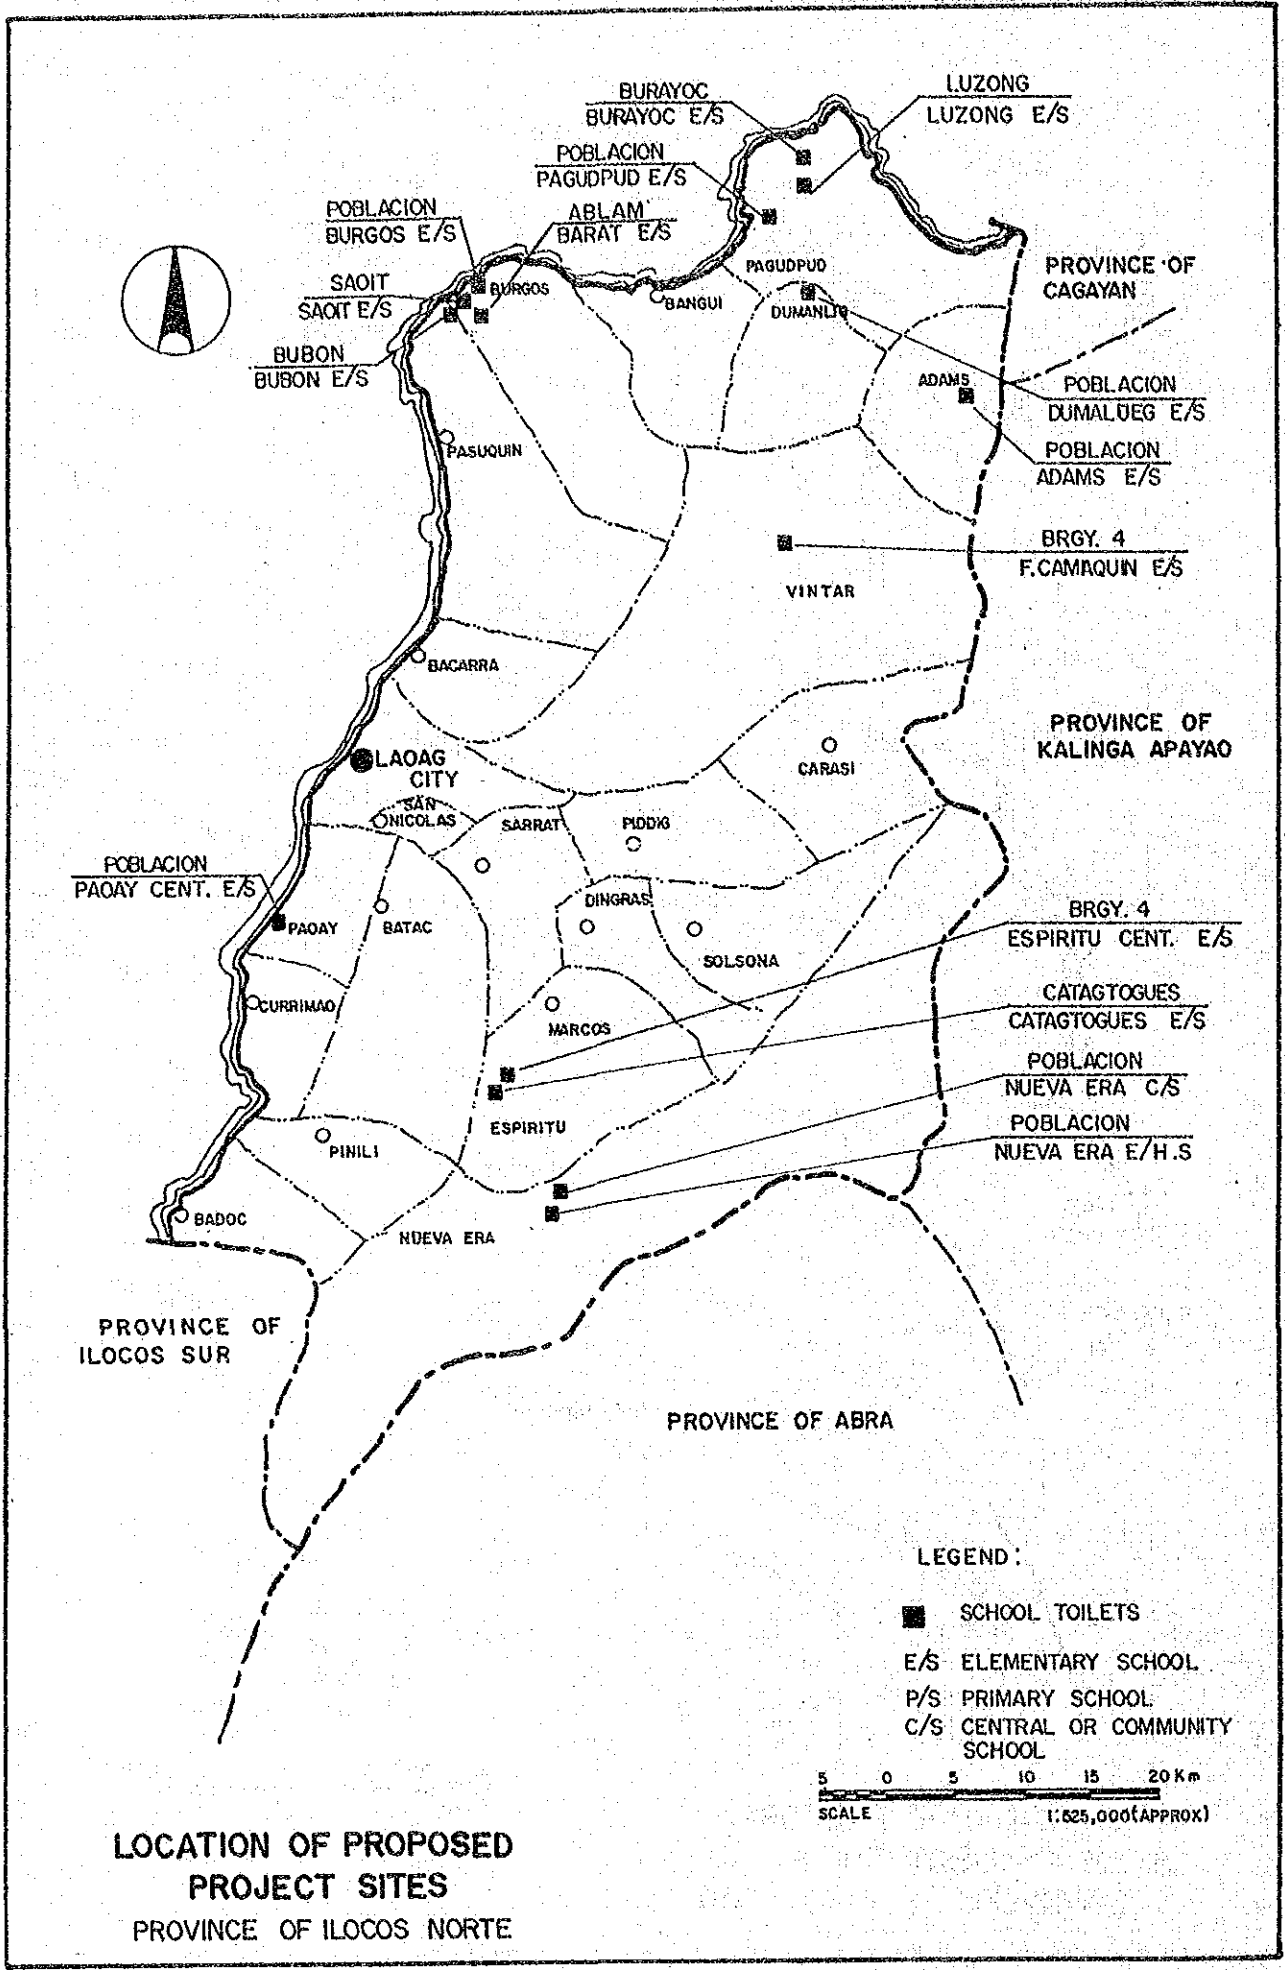 BURAYOC
BURAYOC E/S
LUZONG
LUZONG E/S
POBLACION
PAGUDPUD E/S
POBLACION
BURGOS E/S
ABLAM
BARAT E/S
SAOIT
SAOIT E/S
BUBON
BUBON E/S
BURGOS
BANGUI
PAGUDPUD
PROVINCE OF
CAGAYAN
ADAMS
POBLACION
DUMALUEG E/S
PASUQUIN
POBLACION
ADAMS E/S
BRGY. 4
F.CAMAQUIN E/S
VINTAR
BACARRA
PROVINCE OF
KALINGA APAYAO
LAOAG
CITY
CARASI
SAN
NICOLAS
SARRAT
PIDDIG
POBLACION
PAOAY CENT. E/S
PAOAY
BATAC
DINGRAS
SOLSONA
BRGY. 4
ESPIRITU CENT. E/S
CURRIMAO
MARCOS
CATAGTOGUES
CATAGTOGUES E/S
POBLACION
NUEVA ERA C/S
ESPIRITU
PINILI
POBLACION
NUEVA ERA E/H.S
BADOC
NUEVA ERA
PROVINCE OF
ILOCOS SUR
PROVINCE OF ABRA
LEGEND:
SCHOOL TOILETS
E/S ELEMENTARY SCHOOL
P/S PRIMARY SCHOOL
C/S CENTRAL OR COMMUNITY
SCHOOL
5 0 5 10 15 20 Km
SCALE
(APPROX)
LOCATION OF PROPOSED
PROJECT SITES
PROVINCE OF ILOCOS NORTE